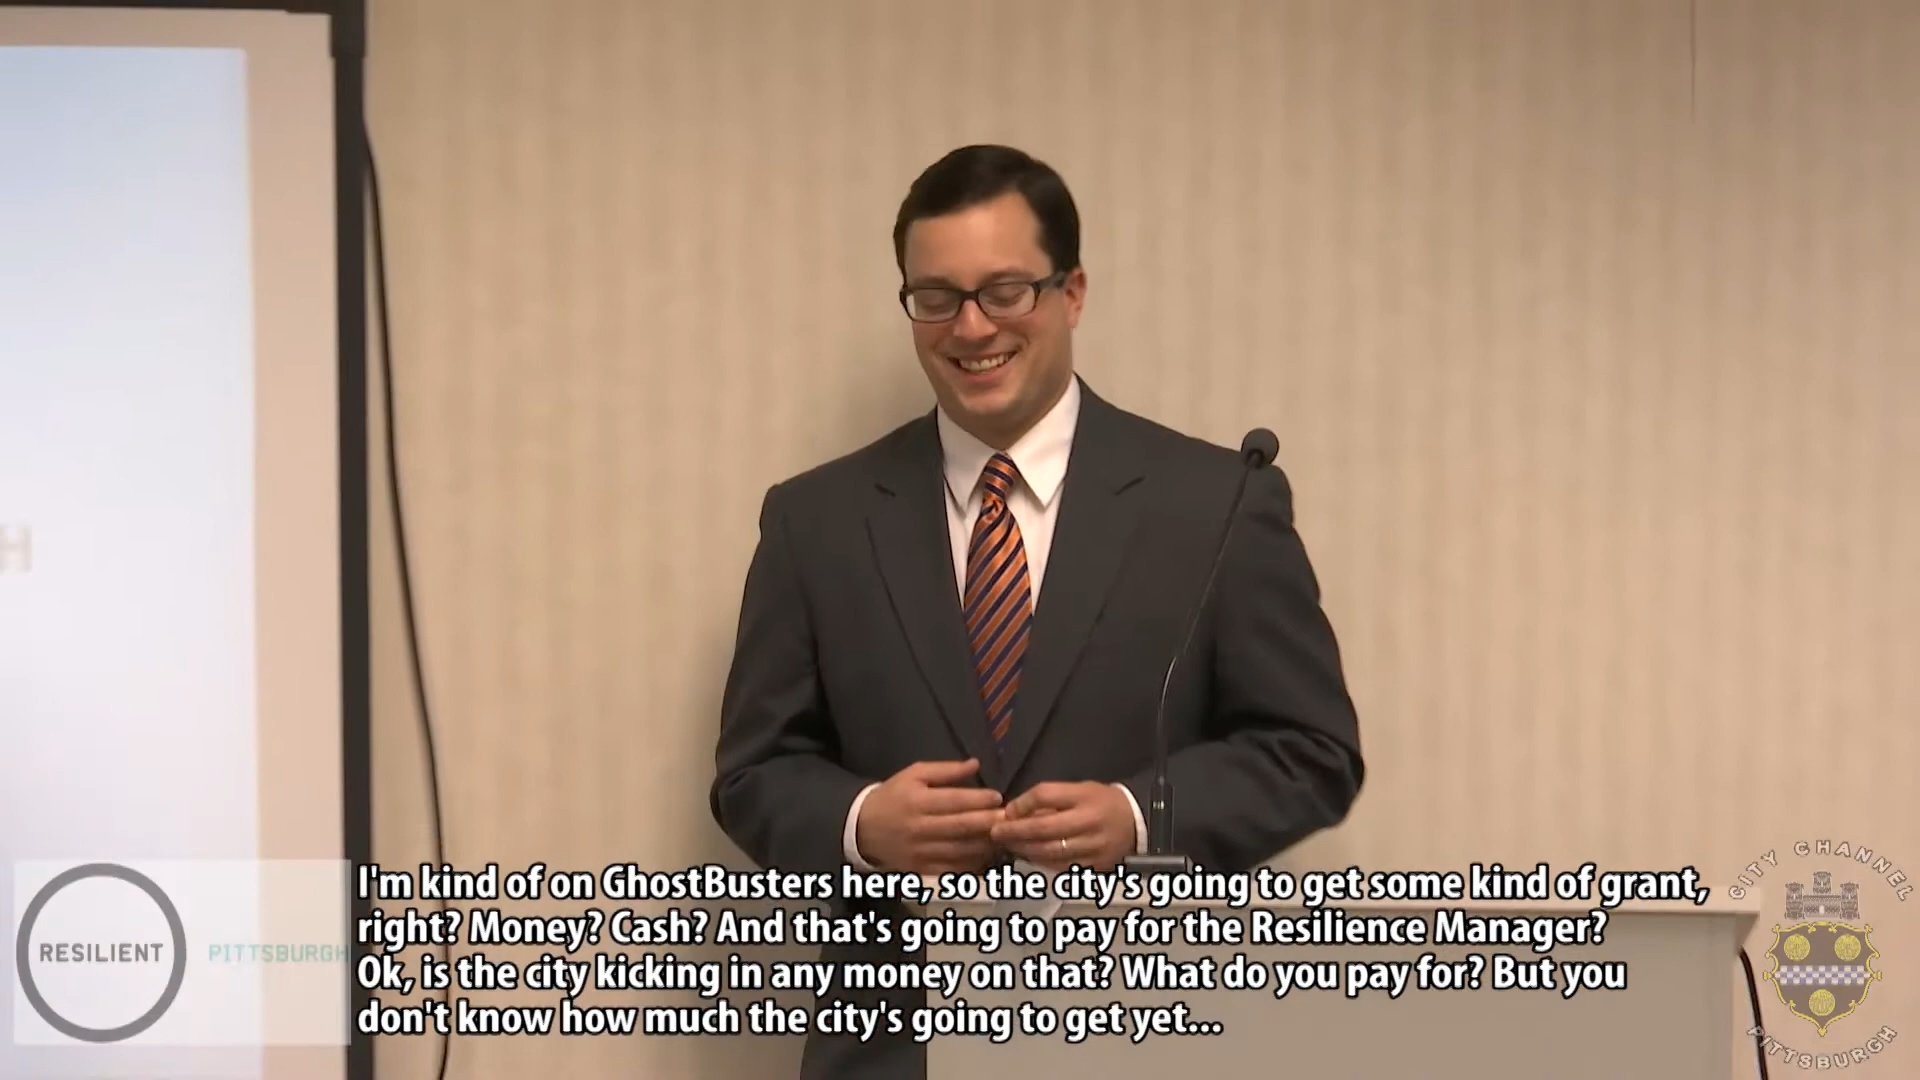 H
I'm kind of on GhostBusters here, so the city's going to get some kind of grant,
right? Money? Cash? And that's going to pay for the Resilience Manager?
Ok, is the city kicking in any money on that? What do you pay for? But you
don't know how much the city's going to get yet...
RESILIENT PITTSBURGH
CITY CHANNEL
PITTSBURGH